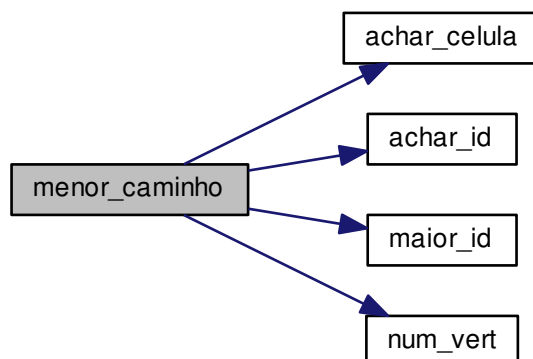 achar_celula
achar_id
menor_caminho
maior_id
num_vert